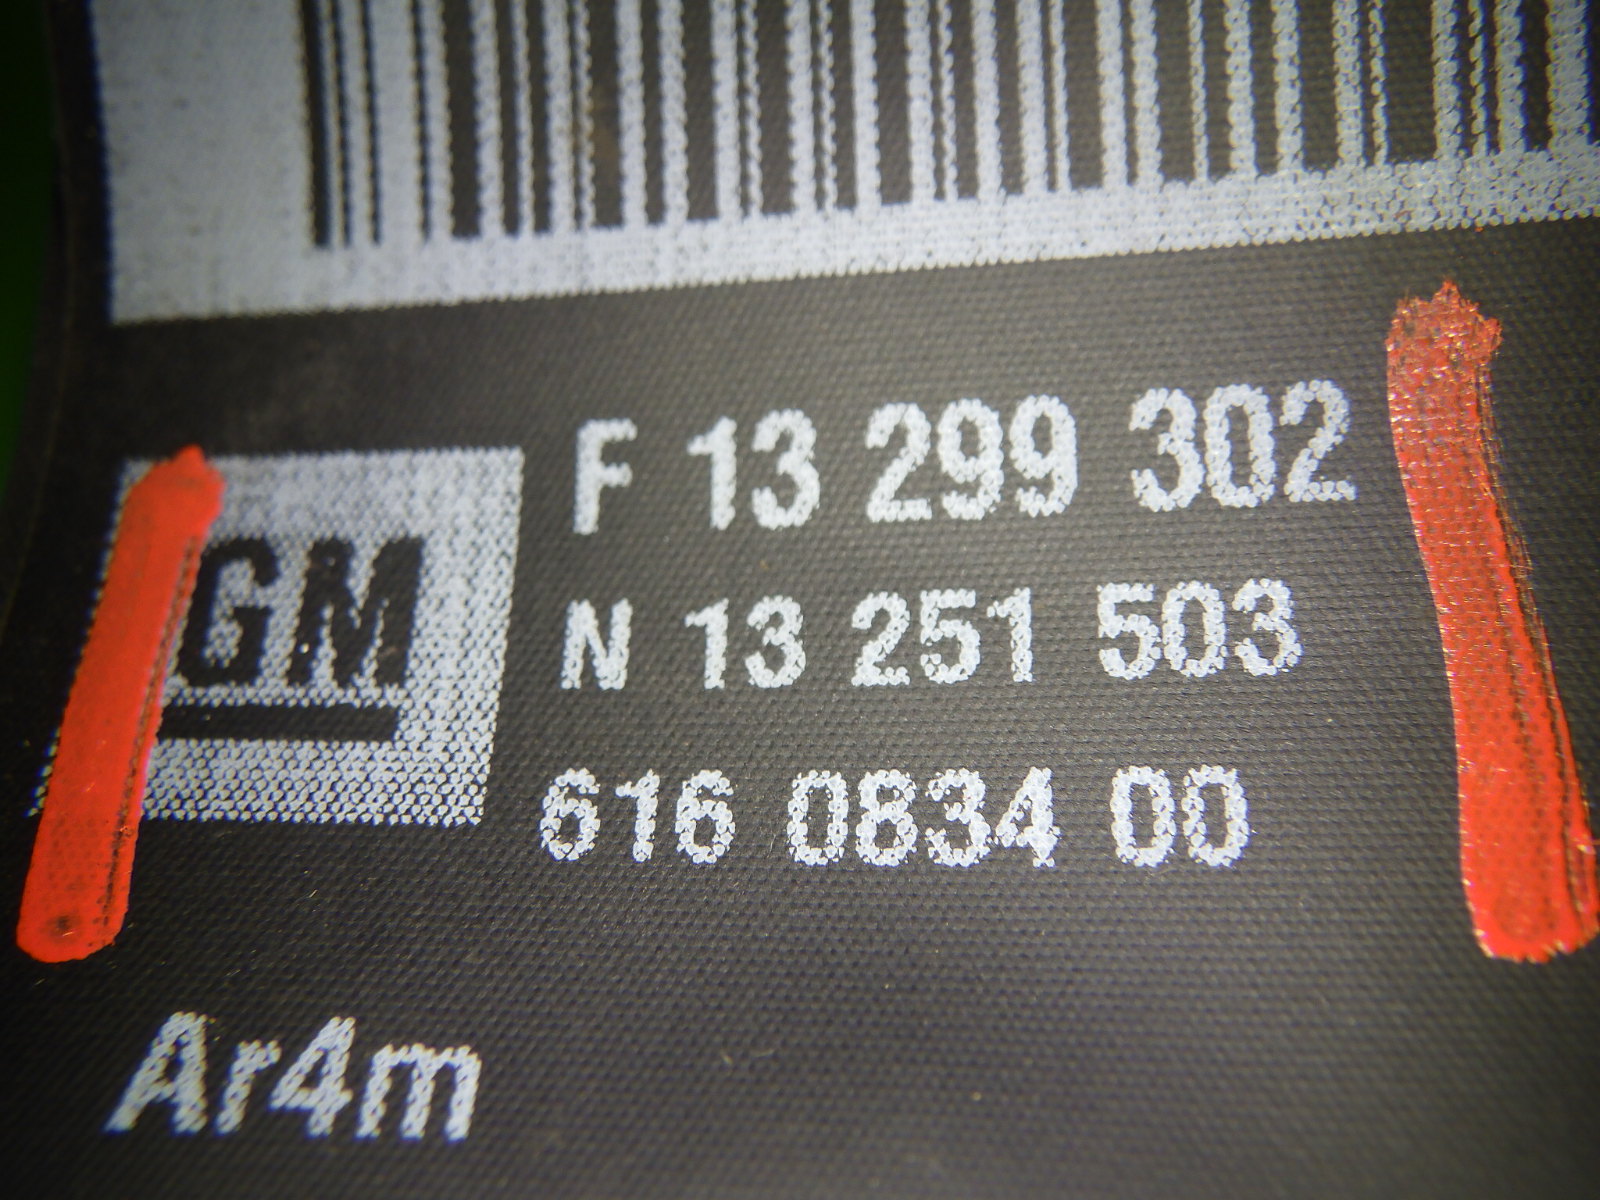 F 13 299 302
GM
N 13 251 503
616 0834 00
Ar4m